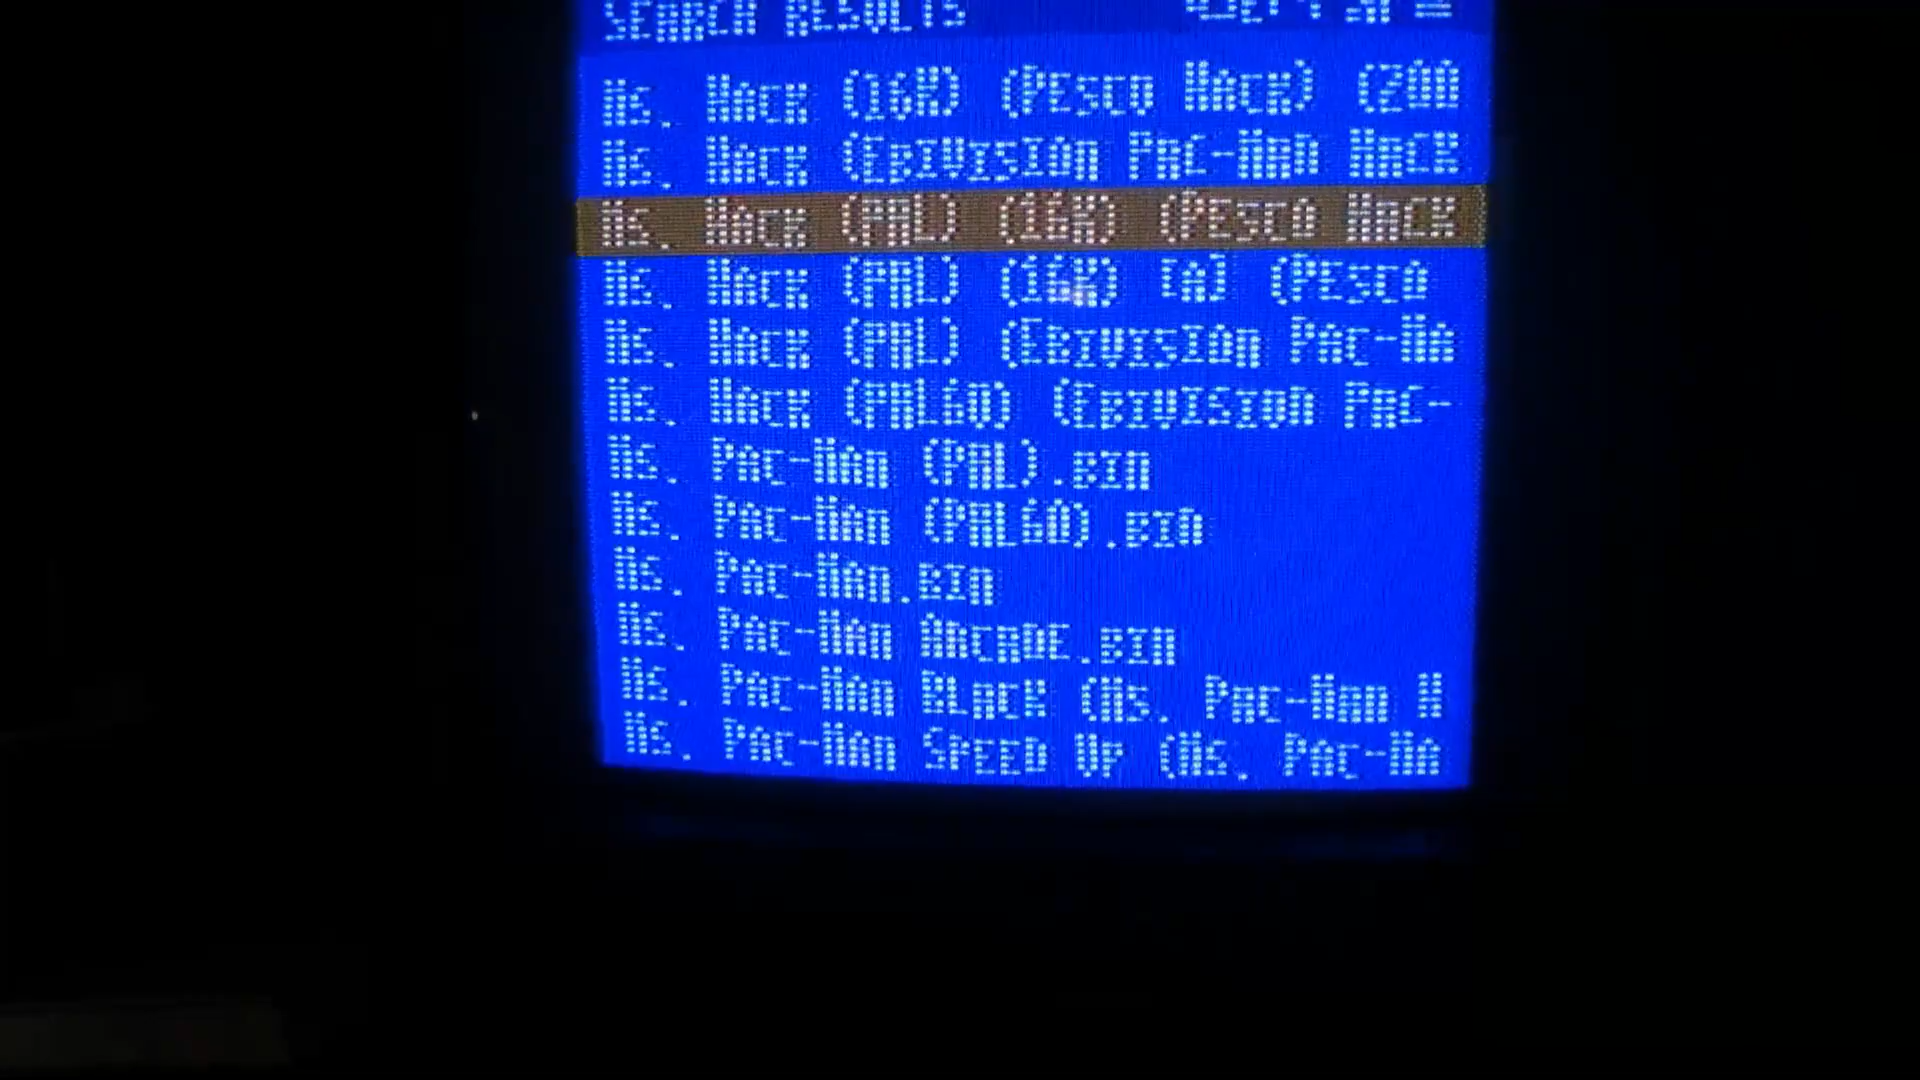 SEARCH RESULTS
Ms. Hack (16K) (Pesco Hack) (200
Ms. Hack (Ebivision Pac-Man Hack
Ms. Hack (PAL) (16K) (Pesco Hack
Ms. Hack (PAL) (16K) [a] (Pesco
Ms. Hack (PAL) (Ebivision Pac-Ma
Ms. Hack (PAL60) (Ebivision Pac-
Ms. Pac-Man (PAL).bin
Ms. Pac-Man (PAL60).bin
Ms. Pac-Man.bin
Ms. Pac-Man Arcade.bin
Ms. Pac-Man Black (Ms. Pac-Man H
Ms. Pac-Man Speed Up (Ms. Pac-Ma